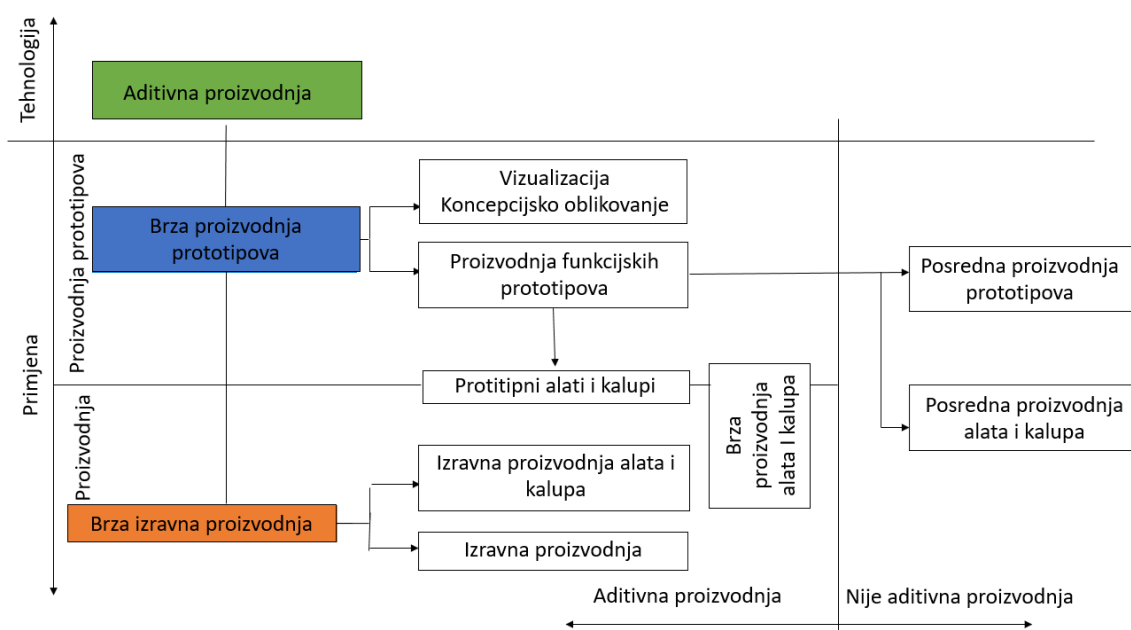 Tehnologija
Aditivna proizvodnja
Primjena
Proizvodnja prototipova
Brza proizvodnja
prototipova
Vizualizacija
Koncepcijsko oblikovanje
Proizvodnja funkcijskih
prototipova
Posredna proizvodnja
prototipova
Protitipni alati i kalupi
Brza
proizvodnja
alata I kalupa
Posredna proizvodnja
alata i kalupa
Proizvodnja
Izravna proizvodnja alata i
kalupa
Brza izravna proizvodnja
Izravna proizvodnja
Aditivna proizvodnja
Nije aditivna proizvodnja